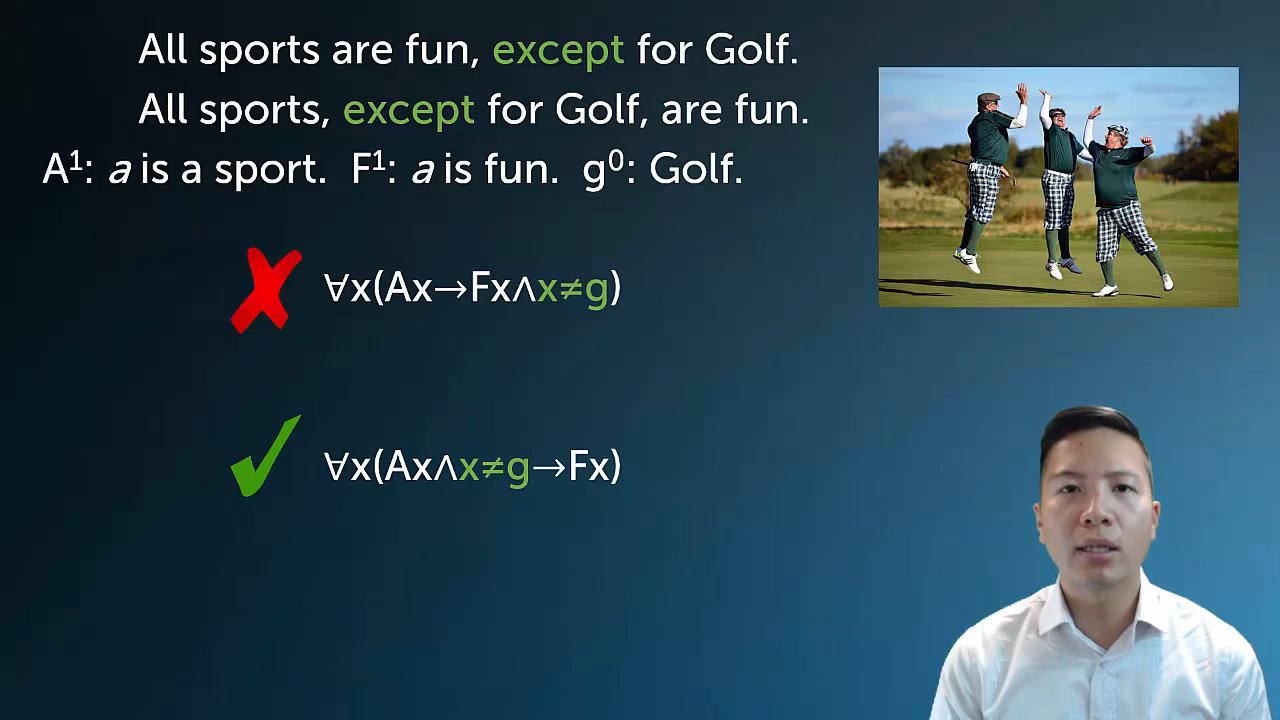 All sports are fun, except for Golf.
All sports, except for Golf, are fun.
A¹: a is a sport.  F¹: a is fun.  g⁰: Golf.
∀x(Ax→Fx∧x≠g)
∀x(Ax∧x≠g→Fx)